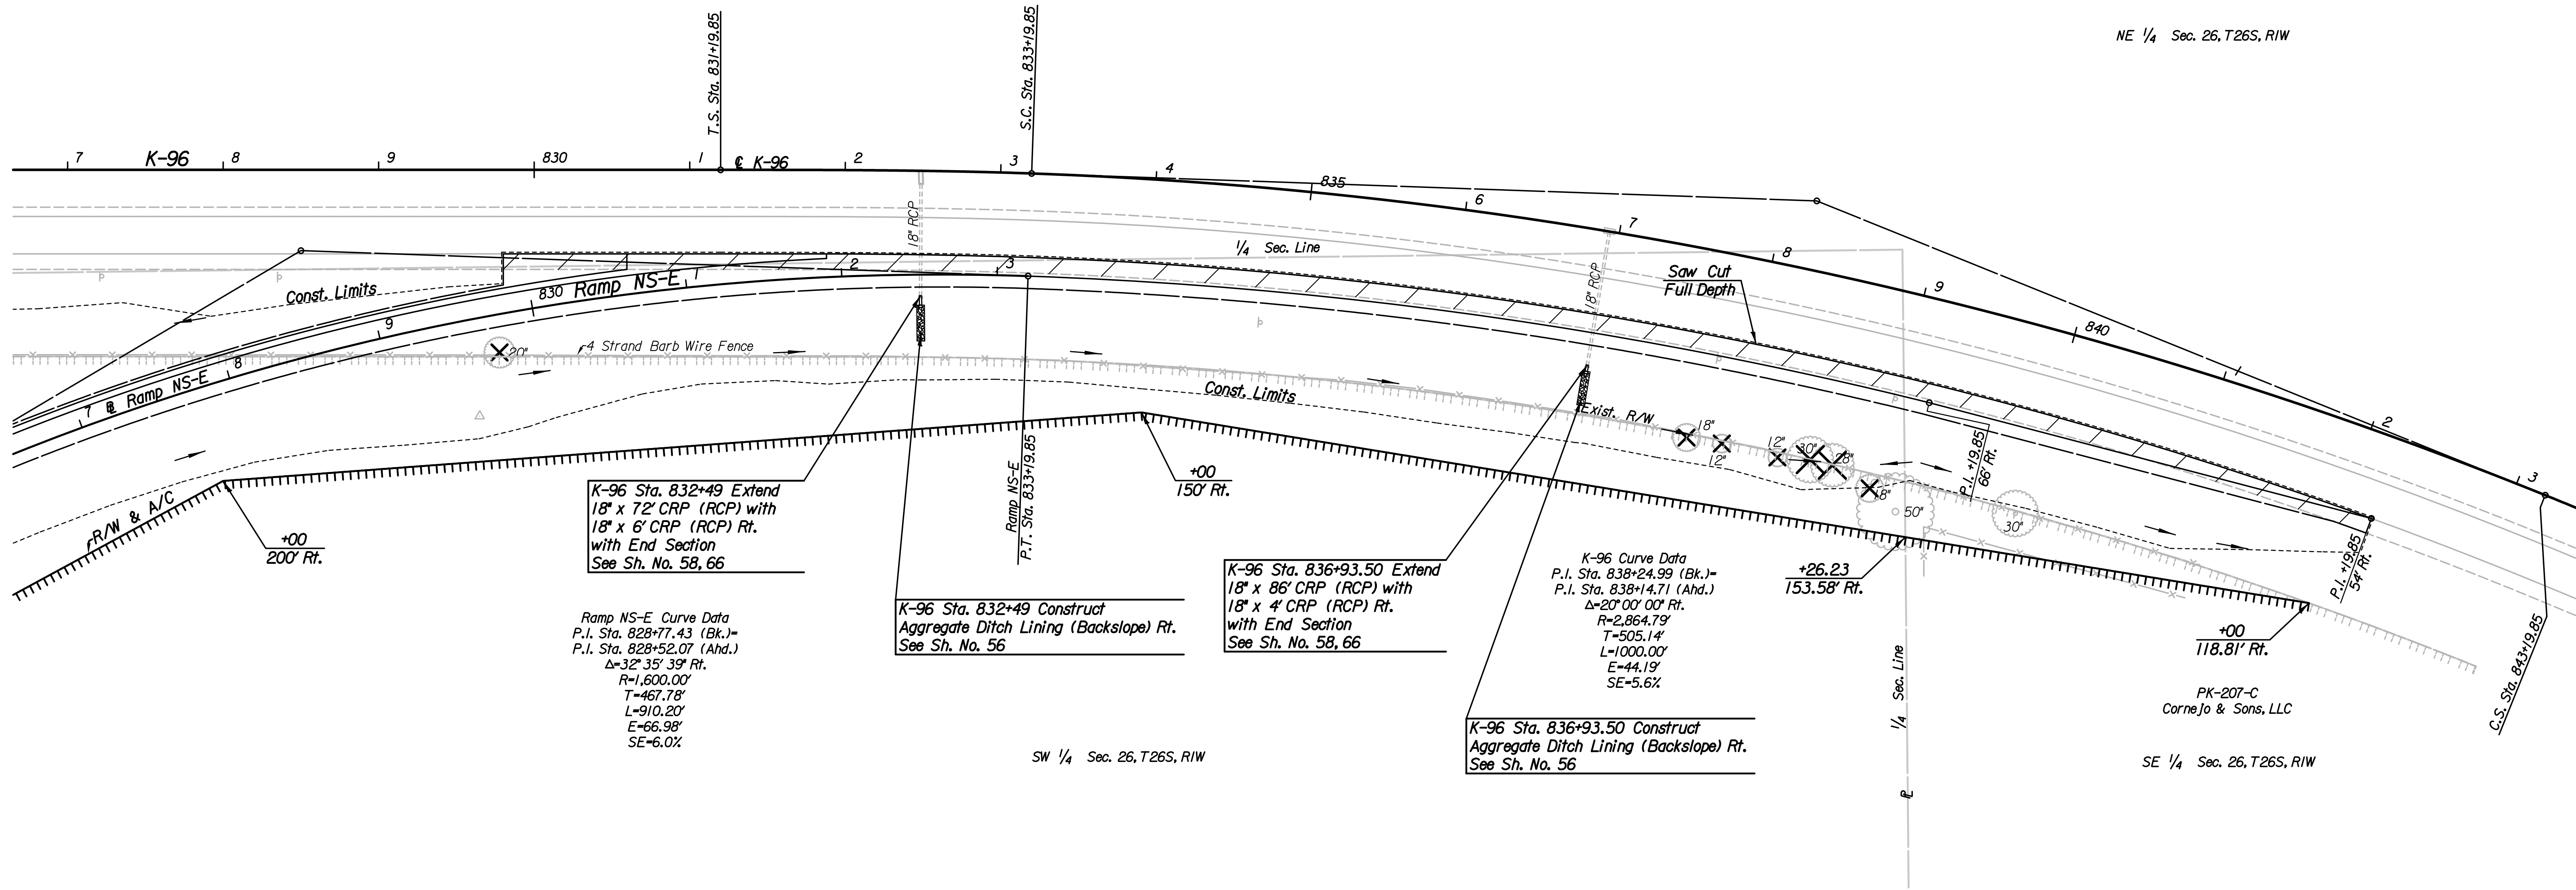 NE 1/4 Sec. 26, T26S, R1W
T.S. Sta. 831+19.85
S.C. Sta. 833+19.85
7
K-96
8
9
830
1
℄ K-96
2
3
4
835
6
7
8
9
840
1
2
3
18" RCP
18" RCP
1/4 Sec. Line
Saw Cut
Full Depth
Const. Limits
7
℄ Ramp NS-E
8
9
830
Ramp NS-E
1
2
3
20"
4 Strand Barb Wire Fence
Const. Limits
Exist. R/W
18"
12"
12"
30"
28"
18"
50"
30"
P.I. +19.85
66' Rt.
P.I. +19.85
54' Rt.
R/W & A/C
+00
200' Rt.
+00
150' Rt.
+26.23
153.58' Rt.
+00
118.81' Rt.
Ramp NS-E
P.T. Sta. 833+19.85
C.S. Sta. 843+19.85
K-96 Sta. 832+49 Extend
18" x 72' CRP (RCP) with
18" x 6' CRP (RCP) Rt.
with End Section
See Sh. No. 58, 66
K-96 Sta. 832+49 Construct
Aggregate Ditch Lining (Backslope) Rt.
See Sh. No. 56
K-96 Sta. 836+93.50 Extend
18" x 86' CRP (RCP) with
18" x 4' CRP (RCP) Rt.
with End Section
See Sh. No. 58, 66
K-96 Sta. 836+93.50 Construct
Aggregate Ditch Lining (Backslope) Rt.
See Sh. No. 56
Ramp NS-E Curve Data
P.I. Sta. 828+77.43 (Bk.)=
P.I. Sta. 828+52.07 (Ahd.)
Δ=32° 35' 39" Rt.
R=1,600.00'
T=467.78'
L=910.20'
E=66.98'
SE=6.0%
K-96 Curve Data
P.I. Sta. 838+24.99 (Bk.)=
P.I. Sta. 838+14.71 (Ahd.)
Δ=20° 00' 00" Rt.
R=2,864.79'
T=505.14'
L=1000.00'
E=44.19'
SE=5.6%
1/4 Sec. Line
PL
PK-207-C
Cornejo & Sons, LLC
SW 1/4 Sec. 26, T26S, R1W
SE 1/4 Sec. 26, T26S, R1W